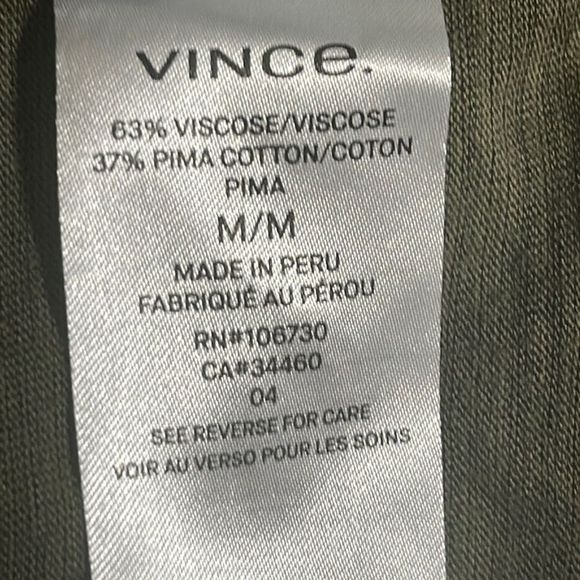 VINCe.
63% VISCOSE/VISCOSE
37% PIMA COTTON/COTON
PIMA
M/M
MADE IN PERU
FABRIQUÉ AU PÉROU
RN#106730
CA#34460
04
SEE REVERSE FOR CARE
VOIR AU VERSO POUR LES SOINS